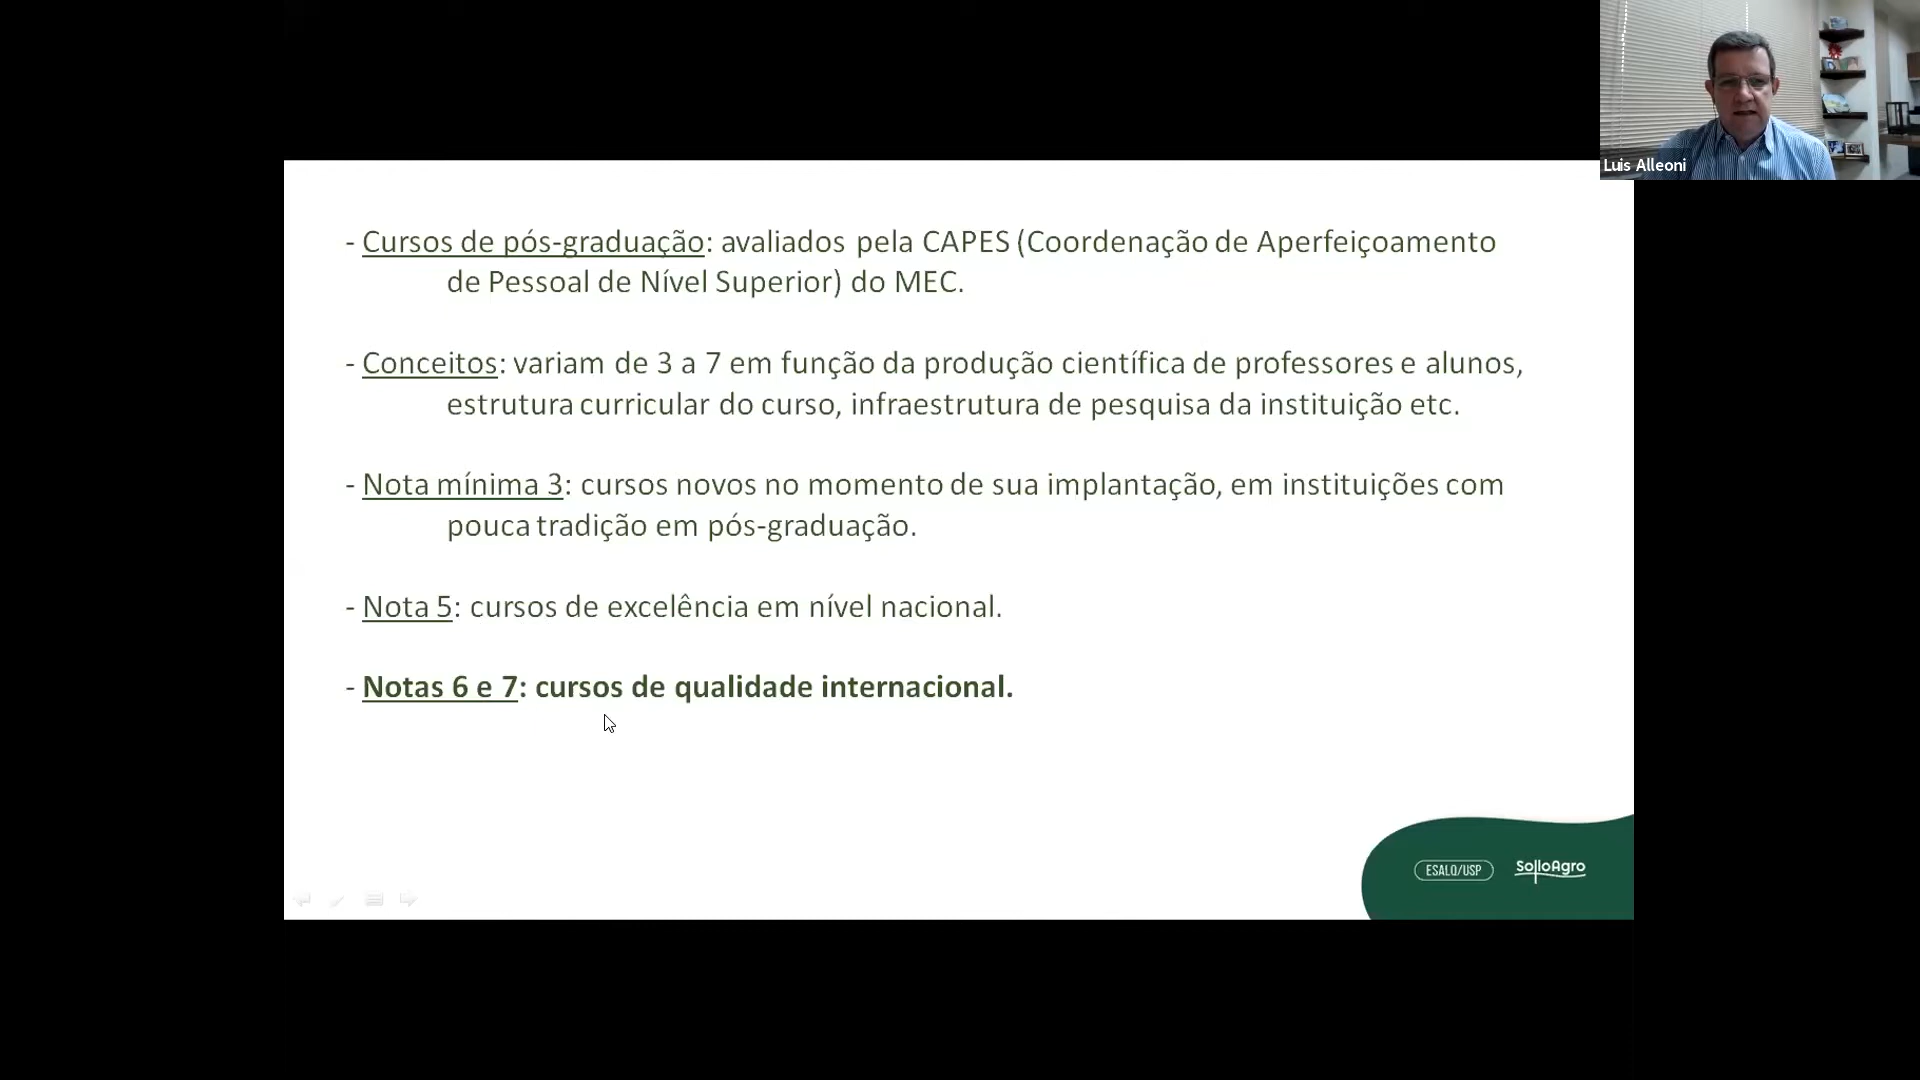 Luis Alleoni
- Cursos de pós-graduação: avaliados pela CAPES (Coordenação de Aperfeiçoamento
de Pessoal de Nível Superior) do MEC.
- Conceitos: variam de 3 a 7 em função da produção científica de professores e alunos,
estrutura curricular do curso, infraestrutura de pesquisa da instituição etc.
- Nota mínima 3: cursos novos no momento de sua implantação, em instituições com
pouca tradição em pós-graduação.
- Nota 5: cursos de excelência em nível nacional.
- Notas 6 e 7: cursos de qualidade internacional.
ESALQ/USP SolloAgro